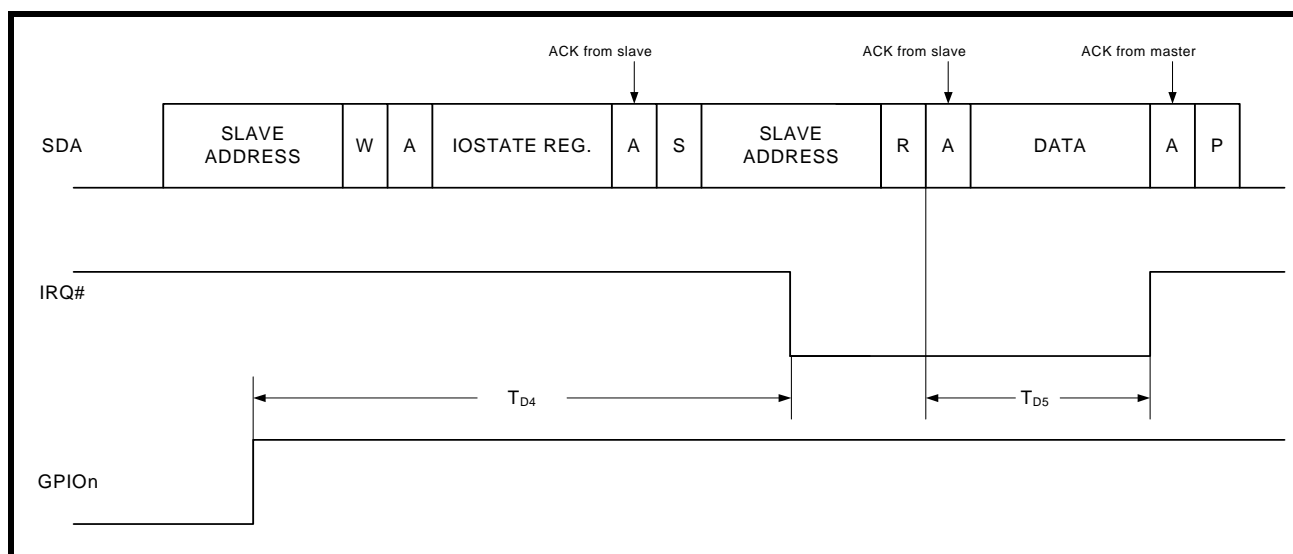 ACK from slave
ACK from slave
ACK from master
SDA
SLAVE
ADDRESS
W
A
IOSTATE REG.
A
S
SLAVE
ADDRESS
R
A
DATA
A
P
IRQ#
TD4
TD5
GPIOn